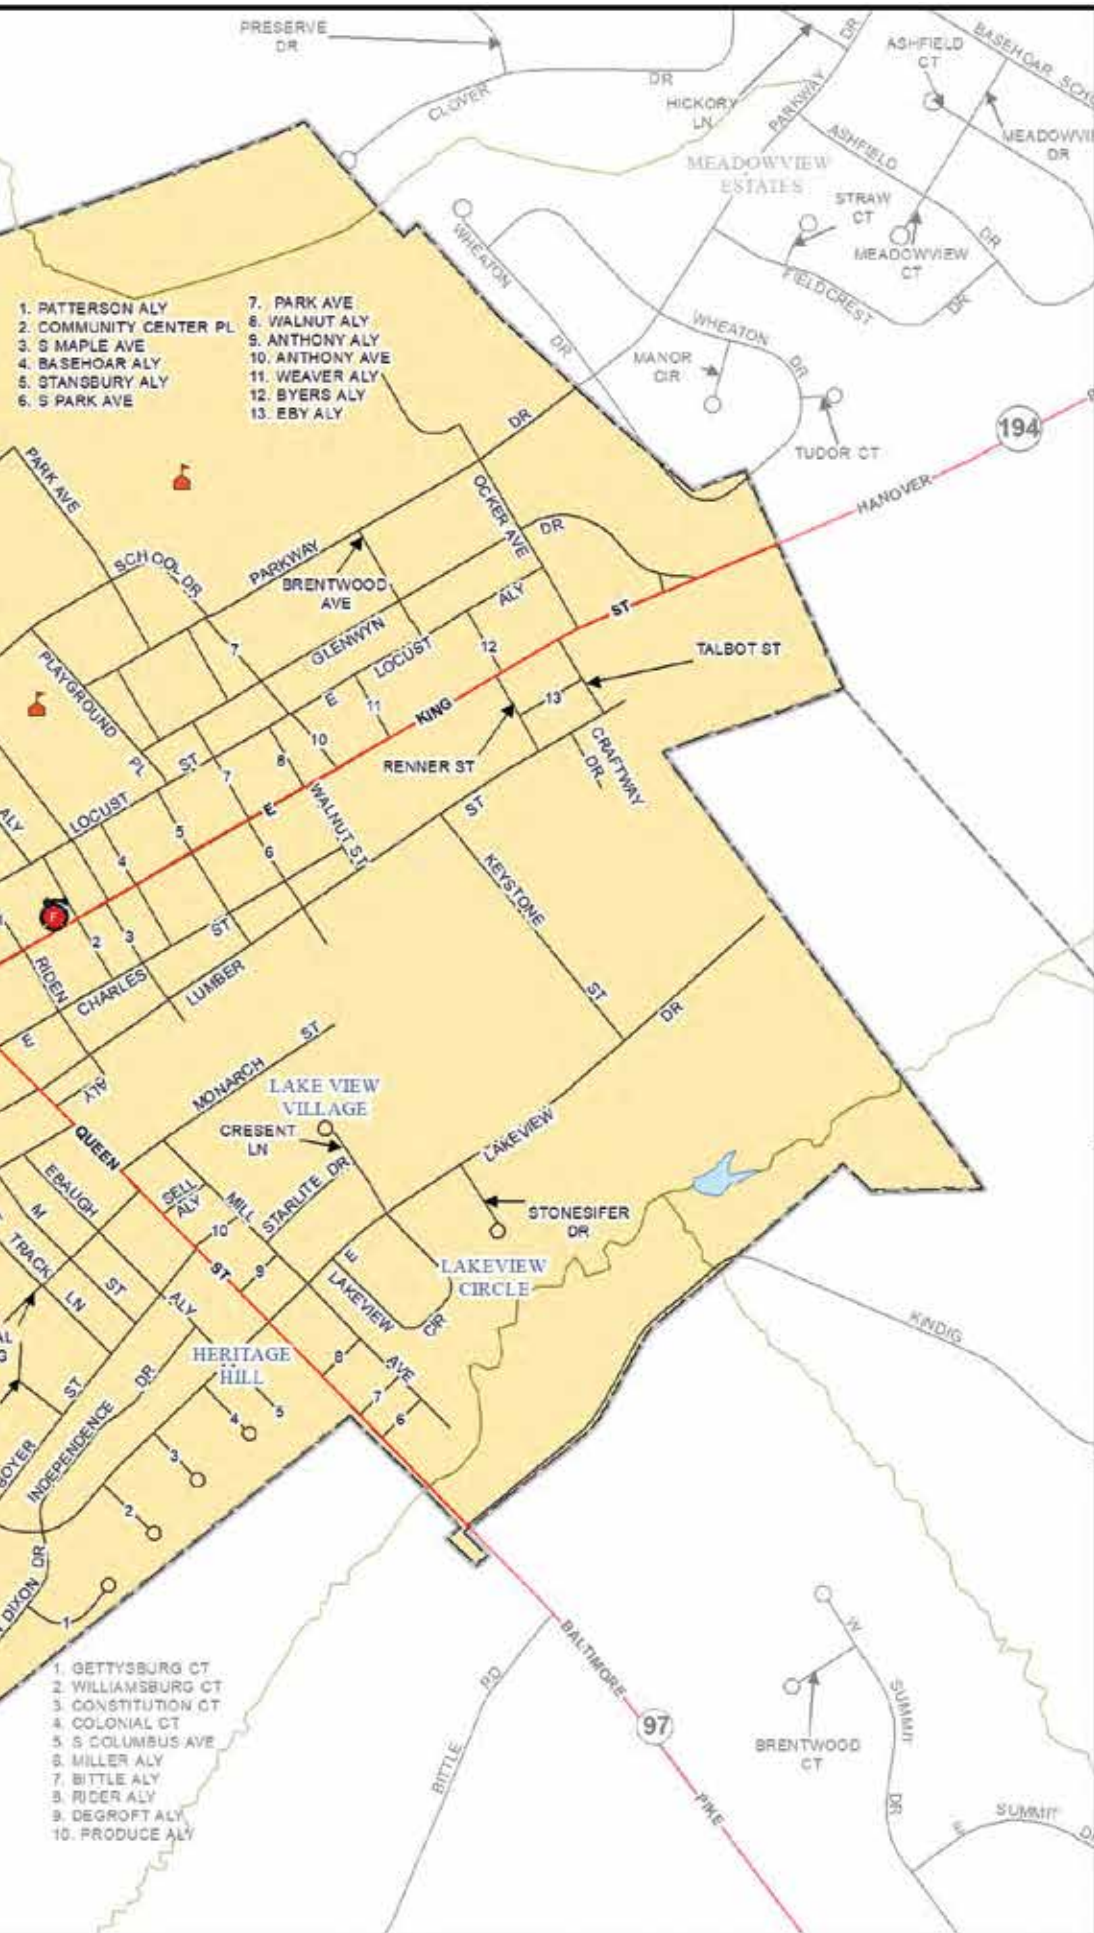 PRESERVE
DR
CLOVER
DR
HICKORY
LN
PARKWAY
DR
ASHFIELD
CT
BASEHOAR
MEADOWVIEW
ESTATES
ASHFIELD
DR
DR
STRAW
CT
MEADOWVIEW
CT
FIELDCREST
DR
WHEATON
DR
WHEATON
DR
MANOR
CIR
TUDOR CT
194
HANOVER
1. PATTERSON ALY
2. COMMUNITY CENTER PL
3. S MAPLE AVE
4. BASEHOAR ALY
5. STANSBURY ALY
6. S PARK AVE
7. PARK AVE
8. WALNUT ALY
9. ANTHONY ALY
10. ANTHONY AVE
11. WEAVER ALY
12. BYERS ALY
13. EBY ALY
PARK AVE
SCHOOL DR
PARKWAY
DR
OCKER AVE
BRENTWOOD
AVE
GLENWYN
DR
E
LOCUST
ALY
7
12
ST
TALBOT ST
PLAYGROUND
PL
11
13
KING
10
RENNER ST
CRAFTWAY
DR
ST
7
8
E
WALNUT ST
ALY
LOCUST
5
4
6
ST
KEYSTONE
ST
F
2
3
RIDEN
ALY
E
CHARLES
ST
LUMBER
MONARCH
ST
LAKE VIEW
VILLAGE
CRESENT
LN
LAKEVIEW
DR
QUEEN
ST
EBAUGH
ALY
M
ST
TRACK
LN
SELL
ALY
MILL
AVE
STARLITE DR
10
9
STONESIFER
DR
LAKEVIEW
CIRCLE
E
LAKEVIEW
CIR
HERITAGE
HILL
8
7
6
5
4
3
2
1
BOYER
ST
INDEPENDENCE
DR
DIXON
DR
KINDIG
1. GETTYSBURG CT
2. WILLIAMSBURG CT
3. CONSTITUTION CT
4. COLONIAL CT
5. S COLUMBUS AVE
6. MILLER ALY
7. BITTLE ALY
8. RIDER ALY
9. DEGROFT ALY
10. PRODUCE ALY
BITTLE
RD
BALTIMORE
97
PIKE
W
SUMMIT
DR
BRENTWOOD
CT
E
SUMMIT